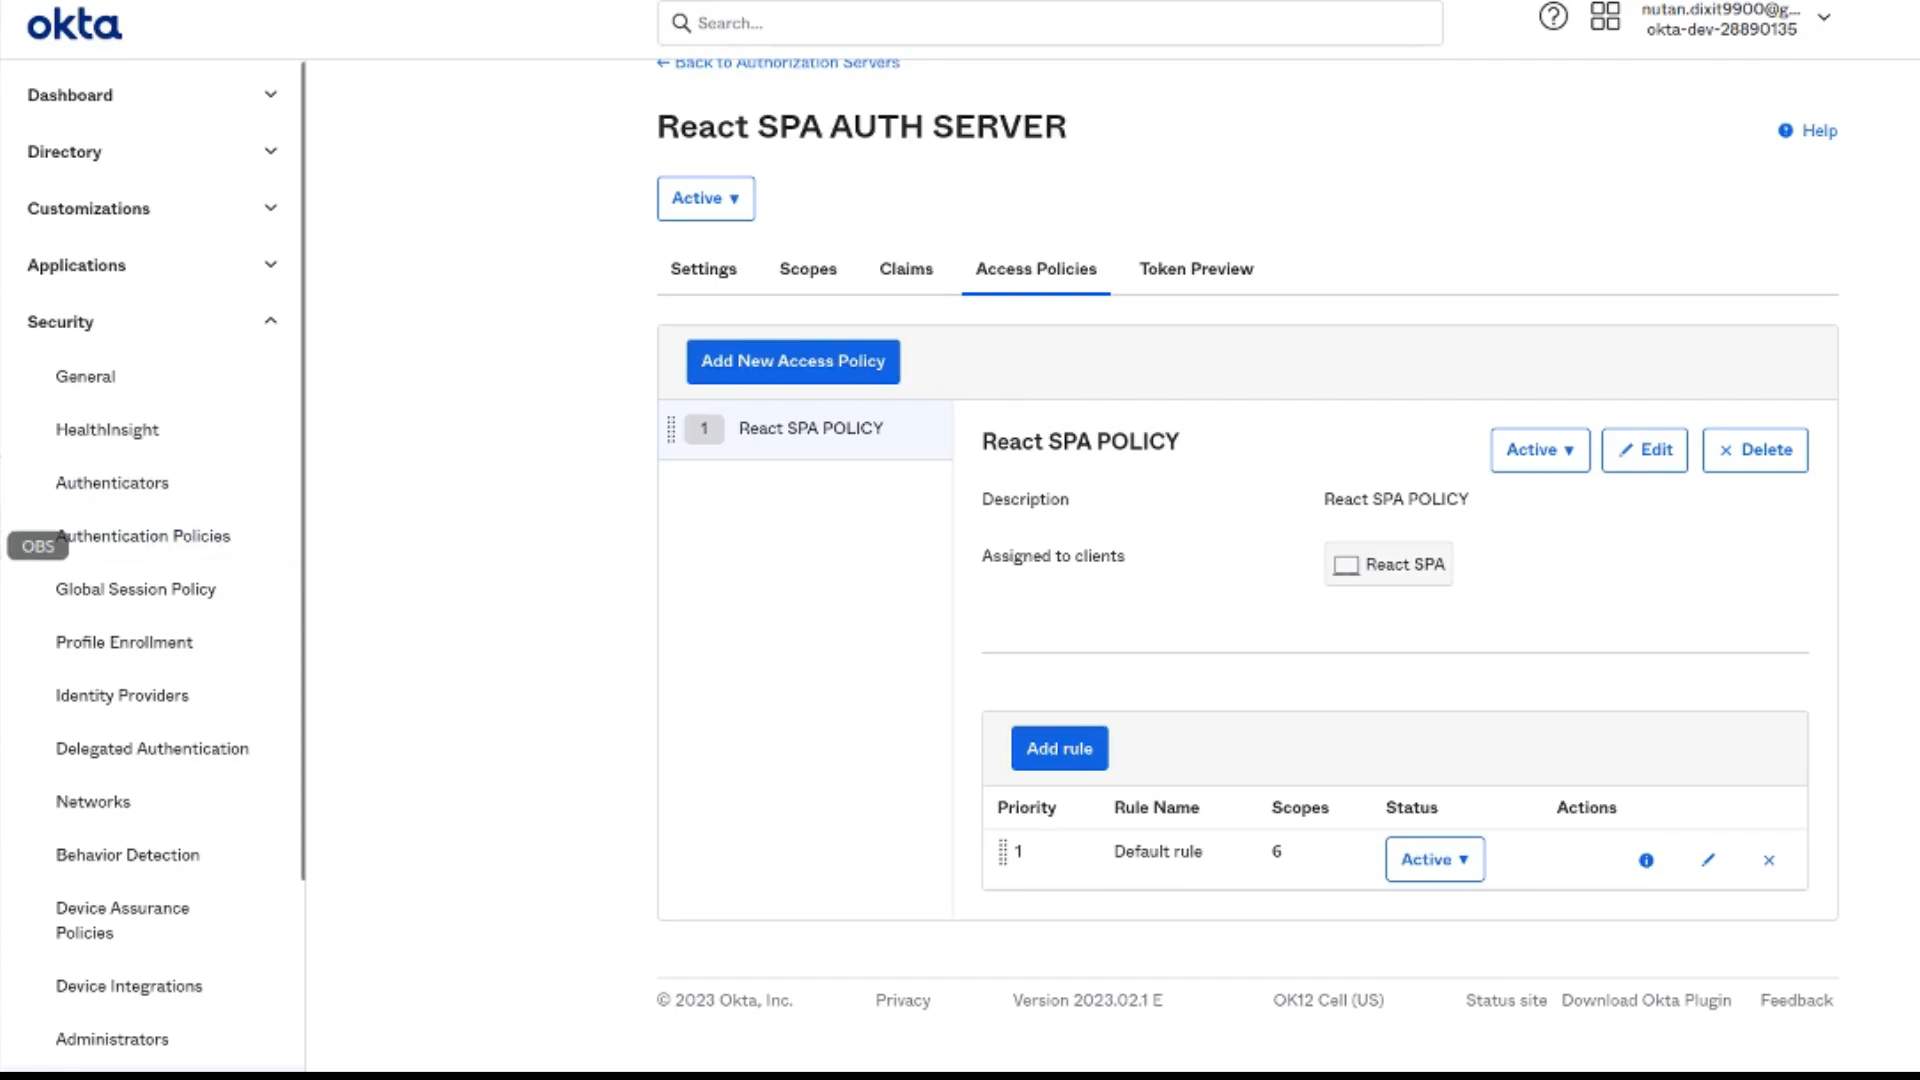 okta
Search...
nutan.dixit9900@g...
okta-dev-28890135
Dashboard
Directory
Customizations
Applications
Security
General
HealthInsight
Authenticators
Authentication Policies
OBS
Global Session Policy
Profile Enrollment
Identity Providers
Delegated Authentication
Networks
Behavior Detection
Device Assurance
Policies
Device Integrations
Administrators
← Back to Authorization Servers
React SPA AUTH SERVER
Help
Active ▾
Settings Scopes Claims Access Policies Token Preview
Add New Access Policy
1 React SPA POLICY
React SPA POLICY
Active ▾ Edit × Delete
Description React SPA POLICY
Assigned to clients React SPA
Add rule
Priority Rule Name Scopes Status Actions
1 Default rule 6 Active ▾
© 2023 Okta, Inc. Privacy Version 2023.02.1 E OK12 Cell (US) Status site Download Okta Plugin Feedback